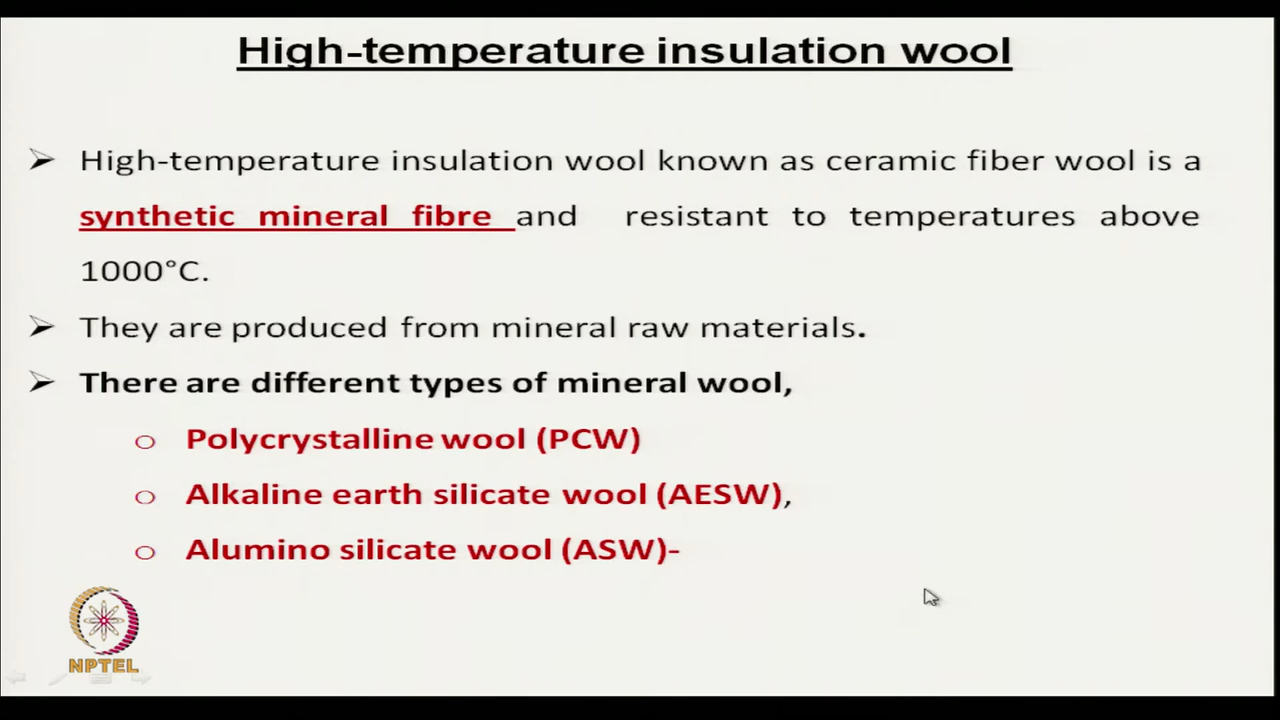 High-temperature insulation wool
➢ High-temperature insulation wool known as ceramic fiber wool is a
synthetic mineral fibre and resistant to temperatures above
1000°C.
➢ They are produced from mineral raw materials.
➢ There are different types of mineral wool,
o Polycrystalline wool (PCW)
o Alkaline earth silicate wool (AESW),
o Alumino silicate wool (ASW)-
NPTEL